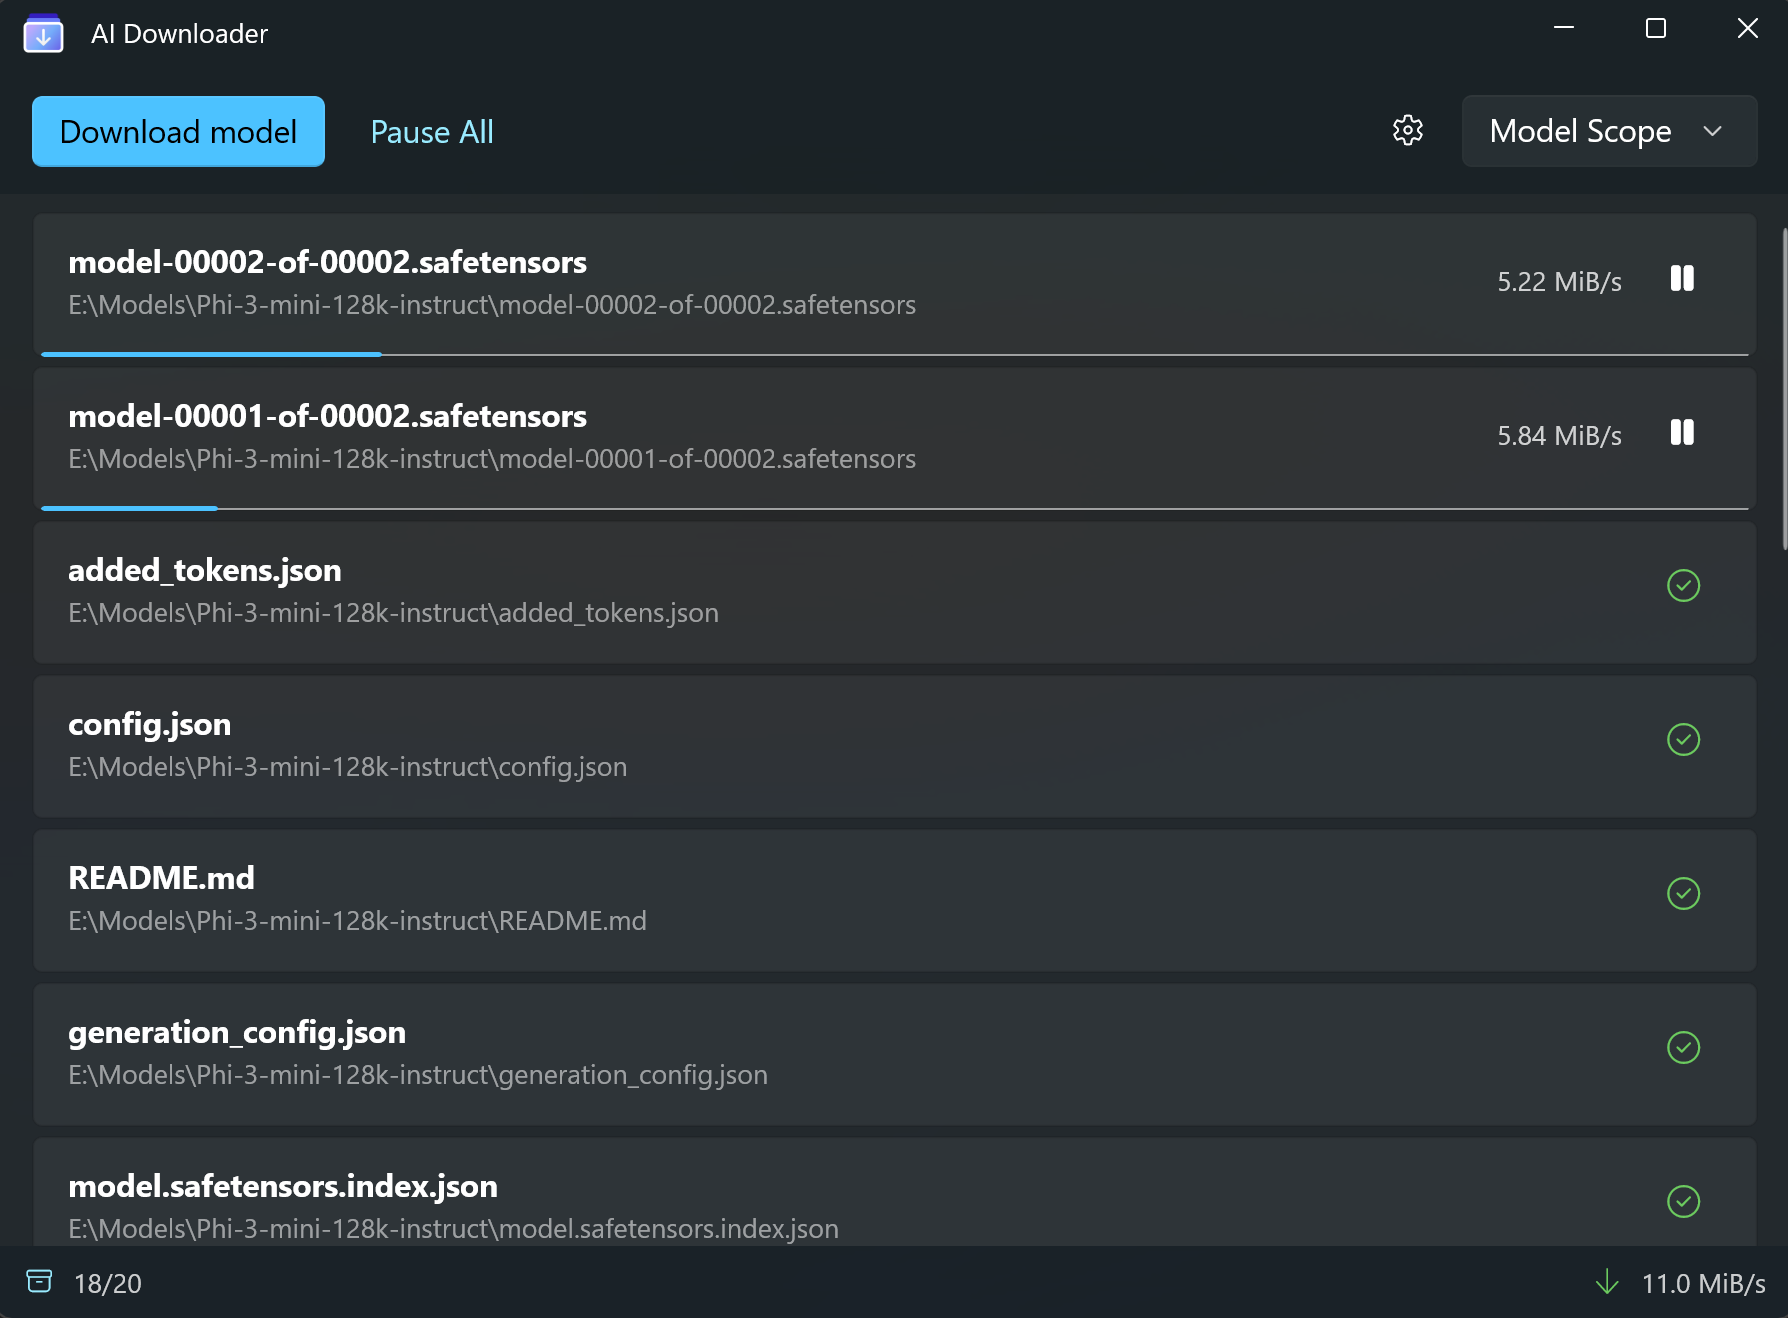 AI Downloader
Download model
Pause All
Model Scope
model-00002-of-00002.safetensors
E:\Models\Phi-3-mini-128k-instruct\model-00002-of-00002.safetensors
5.22 MiB/s
model-00001-of-00002.safetensors
E:\Models\Phi-3-mini-128k-instruct\model-00001-of-00002.safetensors
5.84 MiB/s
added_tokens.json
E:\Models\Phi-3-mini-128k-instruct\added_tokens.json
config.json
E:\Models\Phi-3-mini-128k-instruct\config.json
README.md
E:\Models\Phi-3-mini-128k-instruct\README.md
generation_config.json
E:\Models\Phi-3-mini-128k-instruct\generation_config.json
model.safetensors.index.json
E:\Models\Phi-3-mini-128k-instruct\model.safetensors.index.json
18/20
11.0 MiB/s